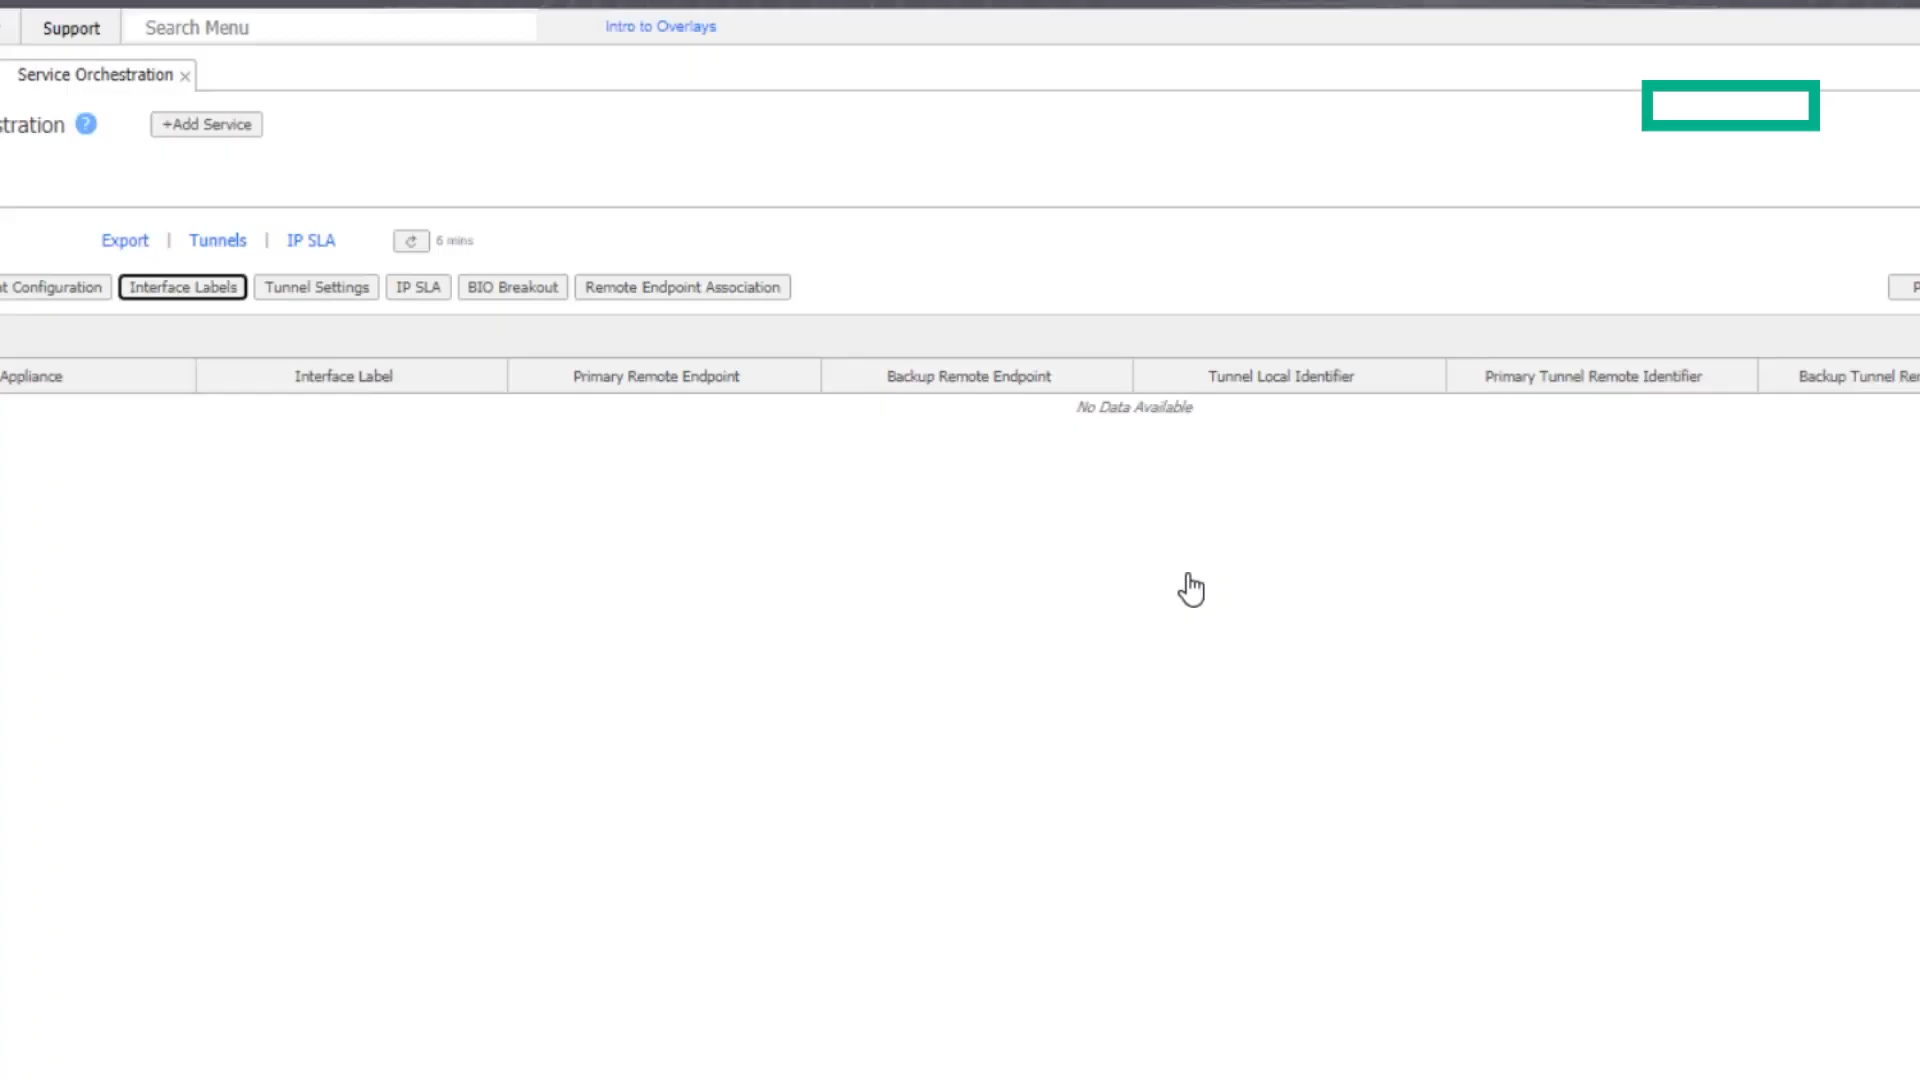 Support Search Menu Intro to Overlays
Service Orchestration ×
stration ? +Add Service
Export | Tunnels | IP SLA 6 mins
nt Configuration Interface Labels Tunnel Settings IP SLA BIO Breakout Remote Endpoint Association P
Appliance Interface Label Primary Remote Endpoint Backup Remote Endpoint Tunnel Local Identifier Primary Tunnel Remote Identifier Backup Tunnel Rem
No Data Available